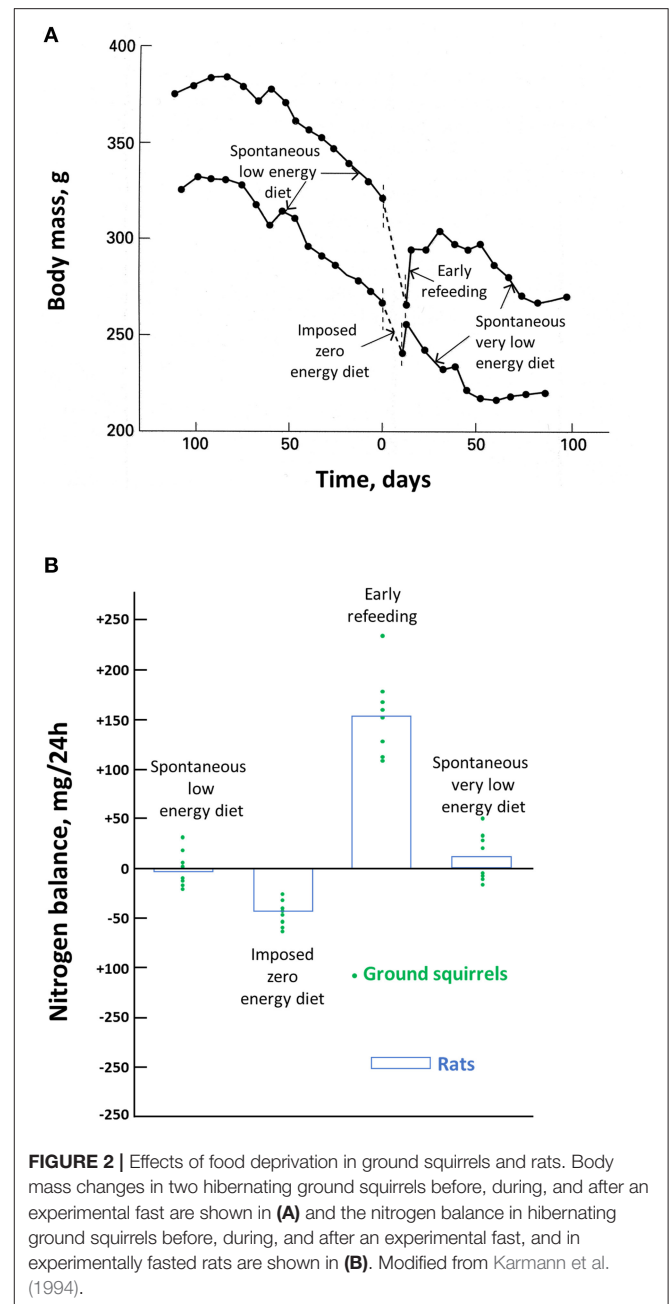 A
400
350
300
250
200
Body mass, g
Spontaneous
low energy
diet
Imposed
zero
energy diet
Early
refeeding
Spontaneous
very low
energy diet
100
50
0
50
100
Time, days
B
Nitrogen balance, mg/24h
+250
+200
+150
+100
+50
0
-50
+100
-250
-250
-250
Spontaneous
low
energy diet
Imposed
zero
energy diet
Early
refeeding
Spontaneous
very low
energy diet
Ground squirrels
Rats
FIGURE 2 | Effects of food deprivation in ground squirrels and rats. Body
mass changes in two hibernating ground squirrels before, during, and after an
experimental fast are shown in (A) and the nitrogen balance in hibernating
ground squirrels before, during, and after an experimental fast, and in
experimentally fasted rats are shown in (B). Modified from Karmann et al.
(1994).